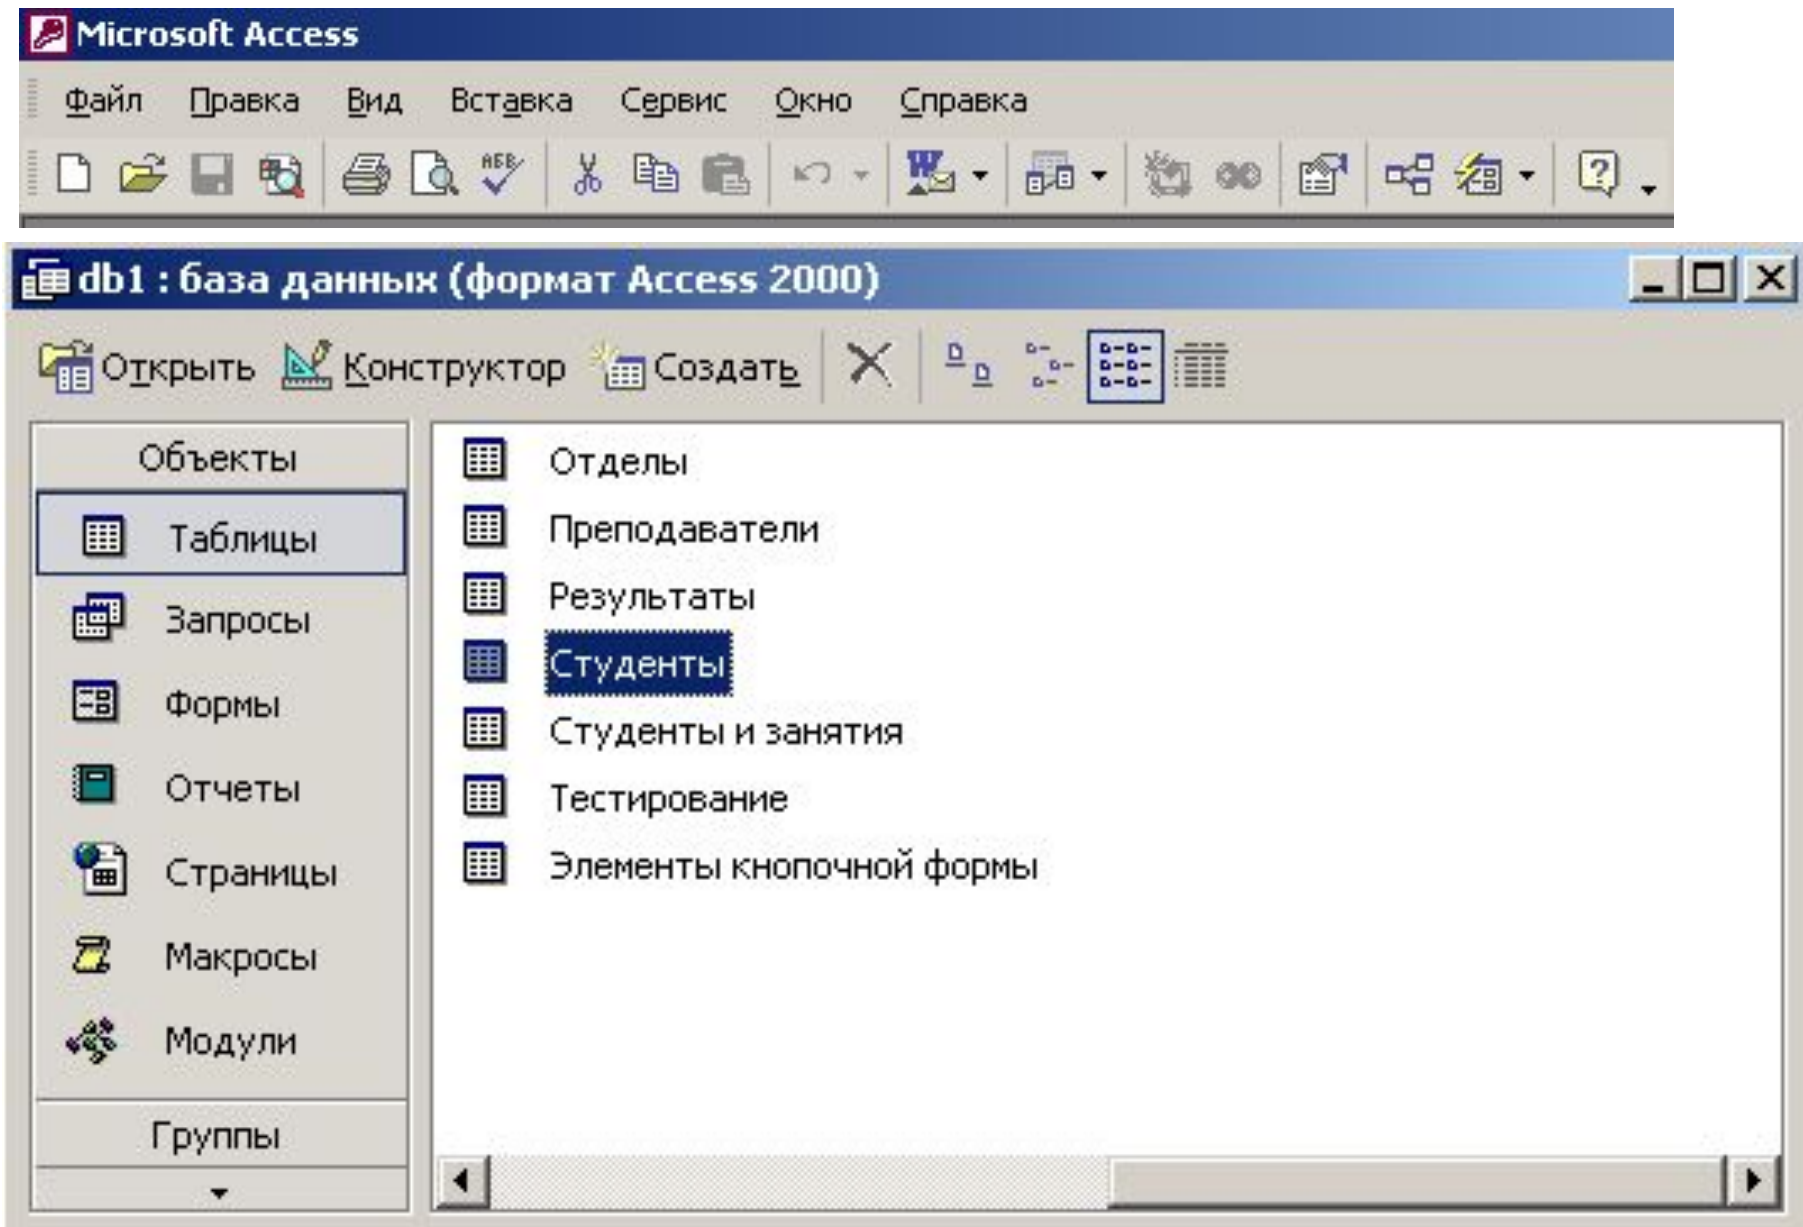 Microsoft Access
Файл Правка Вид Вставка Сервис Окно Справка
db1 : база данных (формат Access 2000)
Открыть Конструктор Создать
Объекты
Таблицы
Запросы
Формы
Отчеты
Страницы
Макросы
Модули
Группы
Отделы
Преподаватели
Результаты
Студенты
Студенты и занятия
Тестирование
Элементы кнопочной формы